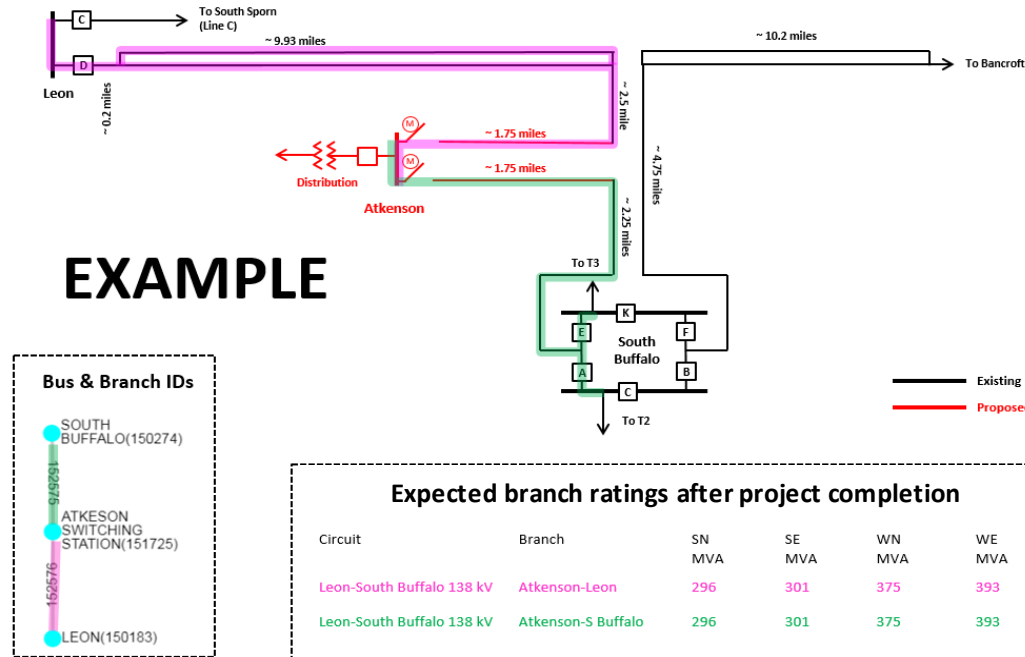 C
To South Sporn
(Line C)
~ 9.93 miles
~ 10.2 miles
D
To Bancroft
Leon
~ 0.2 miles
~ 2.5 mile
M
~ 1.75 miles
~ 4.75 miles
M
~ 1.75 miles
Distribution
Atkenson
~ 2.25 miles
EXAMPLE
To T3
K
E
F
South
Buffalo
A
B
C
To T2
Existing
Proposed
Bus & Branch IDs
SOUTH
BUFFALO(150274)
152575
ATKESON
SWITCHING
STATION(151725)
152576
LEON(150183)
Expected branch ratings after project completion
Circuit Branch SN SE WN WE
MVA MVA MVA MVA
Leon-South Buffalo 138 kV Atkenson-Leon 296 301 375 393
Leon-South Buffalo 138 kV Atkenson-S Buffalo 296 301 375 393